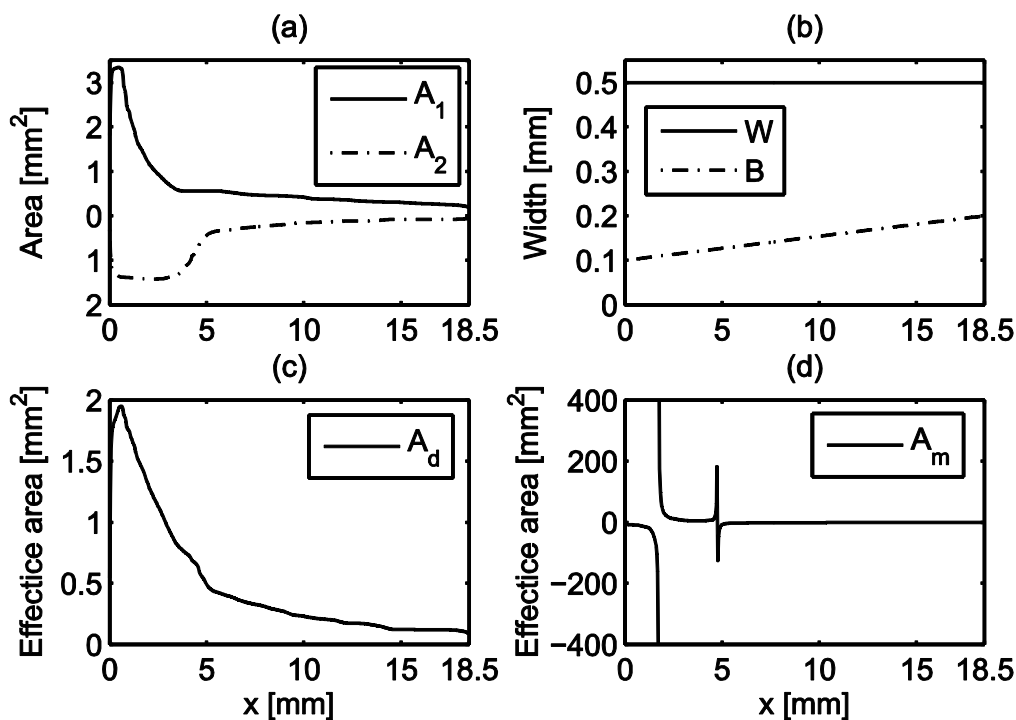 (a)
Area [mm²]
3
2
1
0
1
2
A₁
A₂
0 5 10 15 18.5
(b)
Width [mm]
0.5
0.4
0.3
0.2
0.1
0
W
B
0 5 10 15 18.5
(c)
Effectice area [mm²]
2
1.5
1
0.5
0
A_d
0 5 10 15 18.5
x [mm]
(d)
Effectice area [mm²]
400
200
0
−200
−400
A_m
0 5 10 15 18.5
x [mm]